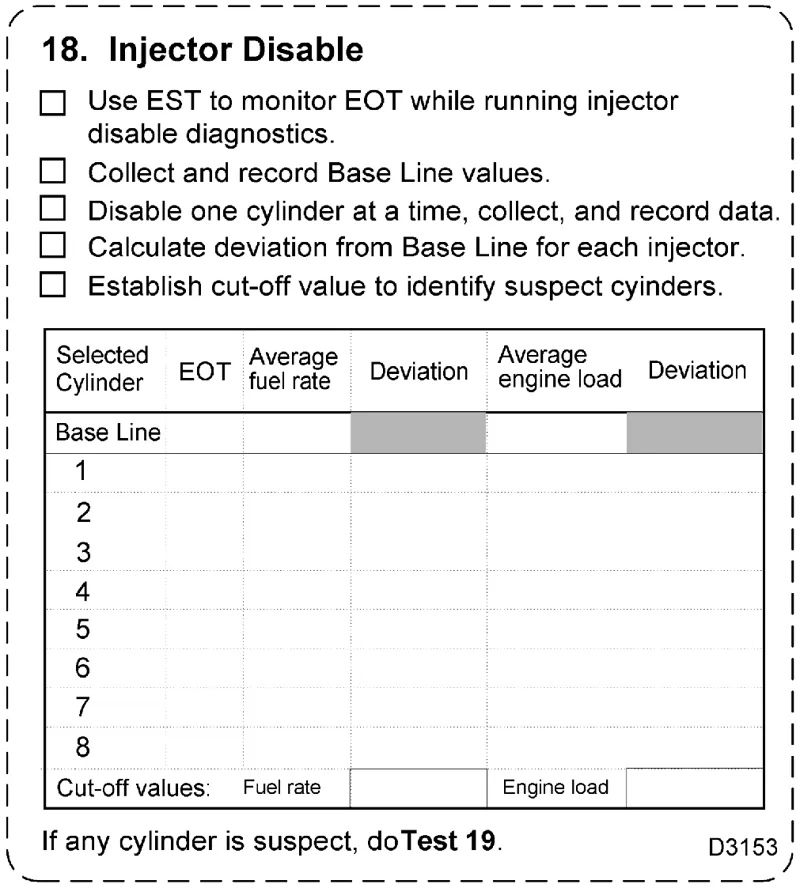 18. Injector Disable
Use EST to monitor EOT while running injector
disable diagnostics.
Collect and record Base Line values.
Disable one cylinder at a time, collect, and record data.
Calculate deviation from Base Line for each injector.
Establish cut-off value to identify suspect cyinders.
Selected Cylinder EOT Average fuel rate Deviation Average engine load Deviation
Base Line
1
2
3
4
5
6
7
8
Cut-off values: Fuel rate Engine load
If any cylinder is suspect, do Test 19.
D3153